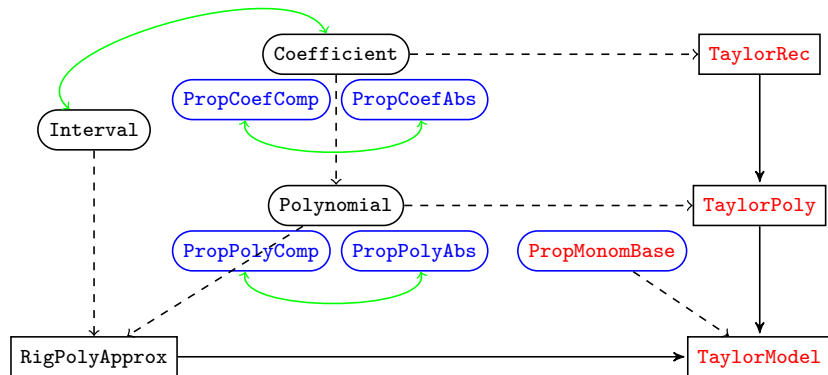 Coefficient
TaylorRec
PropCoefComp
PropCoefAbs
Interval
Polynomial
TaylorPoly
PropPolyComp
PropPolyAbs
PropMonomBase
RigPolyApprox
TaylorModel